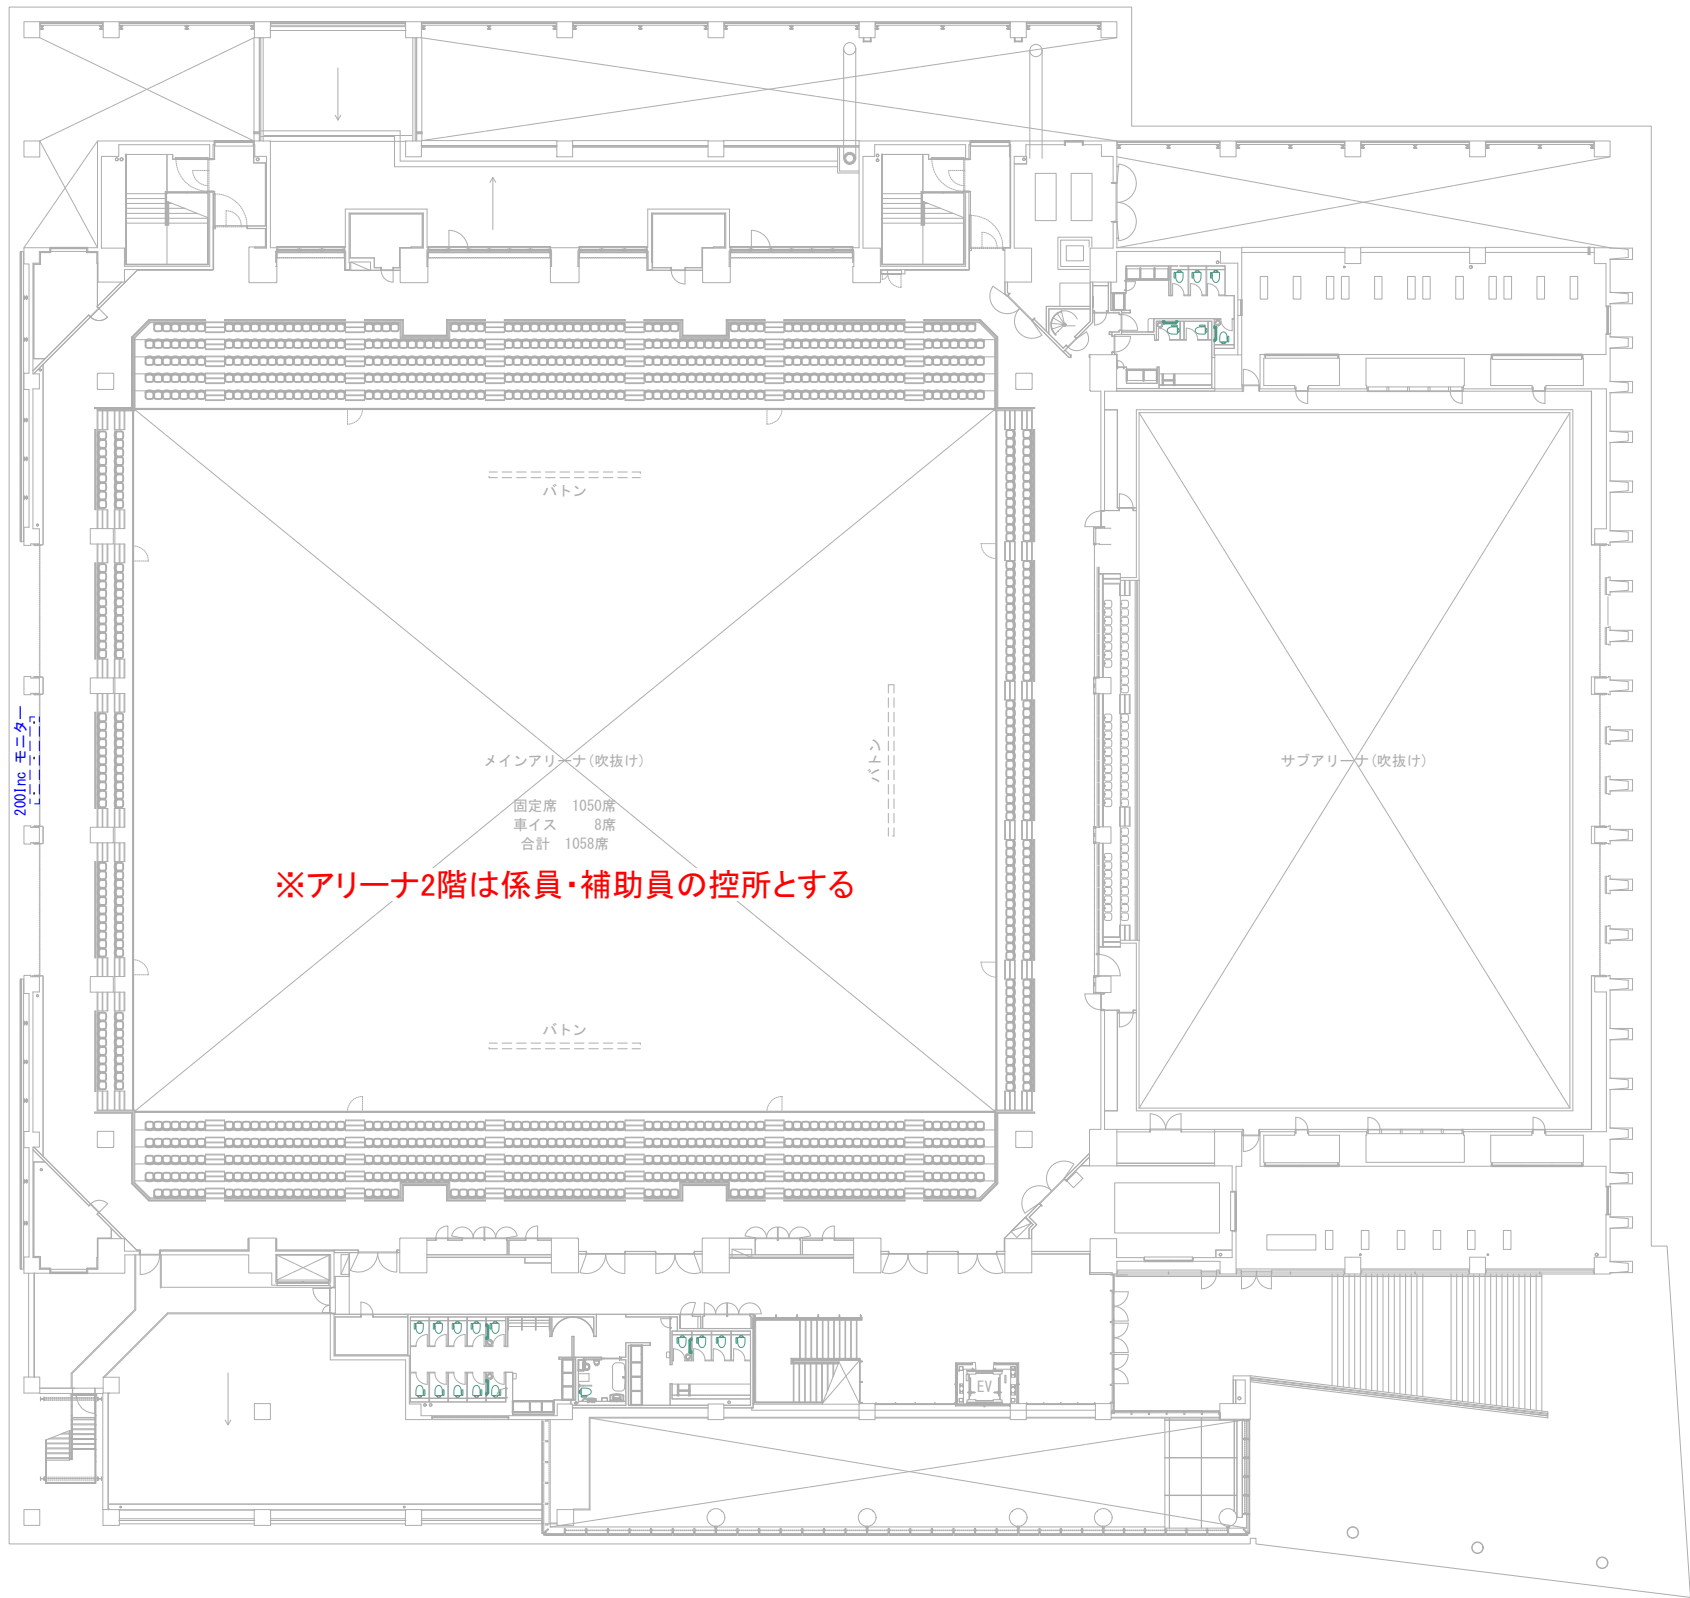 バトン
200Inc モニター
メインアリーナ(吹抜け)
バトン
サブアリーナ(吹抜け)
固定席 1050席
車イス 8席
合計 1058席
※アリーナ2階は係員・補助員の控所とする
バトン
EV